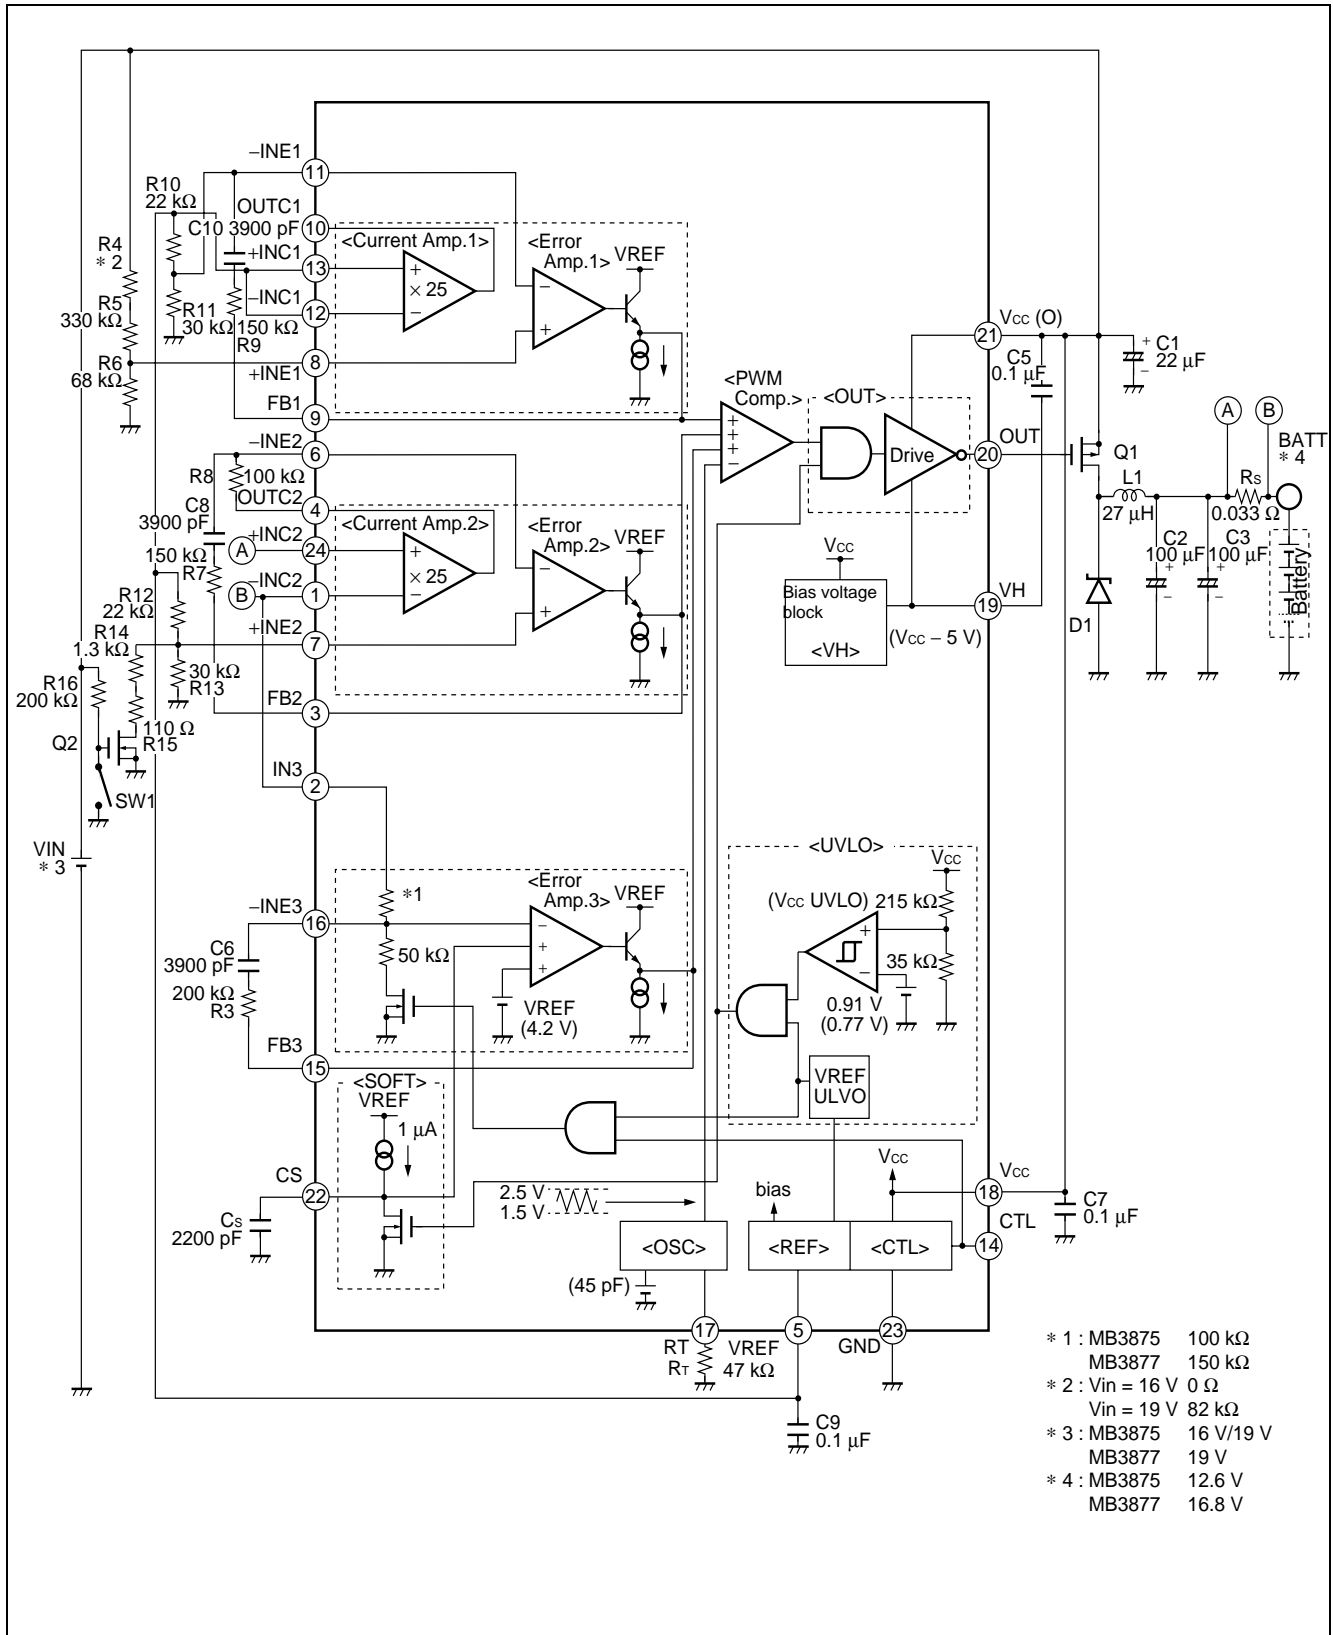 −INE1
11
R10
22 kΩ
OUTC1
C10 3900 pF
10
<Current Amp.1>
<Error
Amp.1>
VREF
R4
* 2
+INC1
13
+
× 25
−
−INC1
12
−
+
R5
330 kΩ
R11
30 kΩ
150 kΩ
R9
8
+INE1
R6
68 kΩ
FB1
9
VCC (O)
21
C5
0.1 µF
+
C1
22 µF
−
<PWM
Comp.>
<OUT>
+
+
+
−
Drive
OUT
20
Q1
A
B
BATT
* 4
−INE2
6
R8
100 kΩ
OUTC2
4
C8
3900 pF
<Current Amp.2>
<Error
Amp.2>
VREF
L1
27 µH
RS
0.033 Ω
A
+INC2
24
+
× 25
−
−
+
C2
100 µF
+
−
C3
100 µF
+
−
Battery
150 kΩ
R7
B
−INC2
1
VCC
Bias voltage
block
<VH>
VH
19
(VCC − 5 V)
D1
R12
22 kΩ
+INE2
7
R14
1.3 kΩ
30 kΩ
R13
R16
200 kΩ
FB2
3
110 Ω
R15
Q2
IN3
2
SW1
VIN
* 3
<UVLO>
VCC
(VCC UVLO)
215 kΩ
+
−
35 kΩ
0.91 V
(0.77 V)
VREF
ULVO
*1
<Error
Amp.3>
VREF
−INE3
16
−
+
+
50 kΩ
C6
3900 pF
200 kΩ
R3
VREF
(4.2 V)
FB3
15
<SOFT>
VREF
1 µA
CS
22
CS
2200 pF
2.5 V
1.5 V
bias
VCC
VCC
18
C7
0.1 µF
CTL
14
<OSC>
<REF>
<CTL>
(45 pF)
17
5
23
RT
RT
47 kΩ
VREF
GND
C9
0.1 µF
* 1 : MB3875 100 kΩ
MB3877 150 kΩ
* 2 : Vin = 16 V 0 Ω
Vin = 19 V 82 kΩ
* 3 : MB3875 16 V/19 V
MB3877 19 V
* 4 : MB3875 12.6 V
MB3877 16.8 V